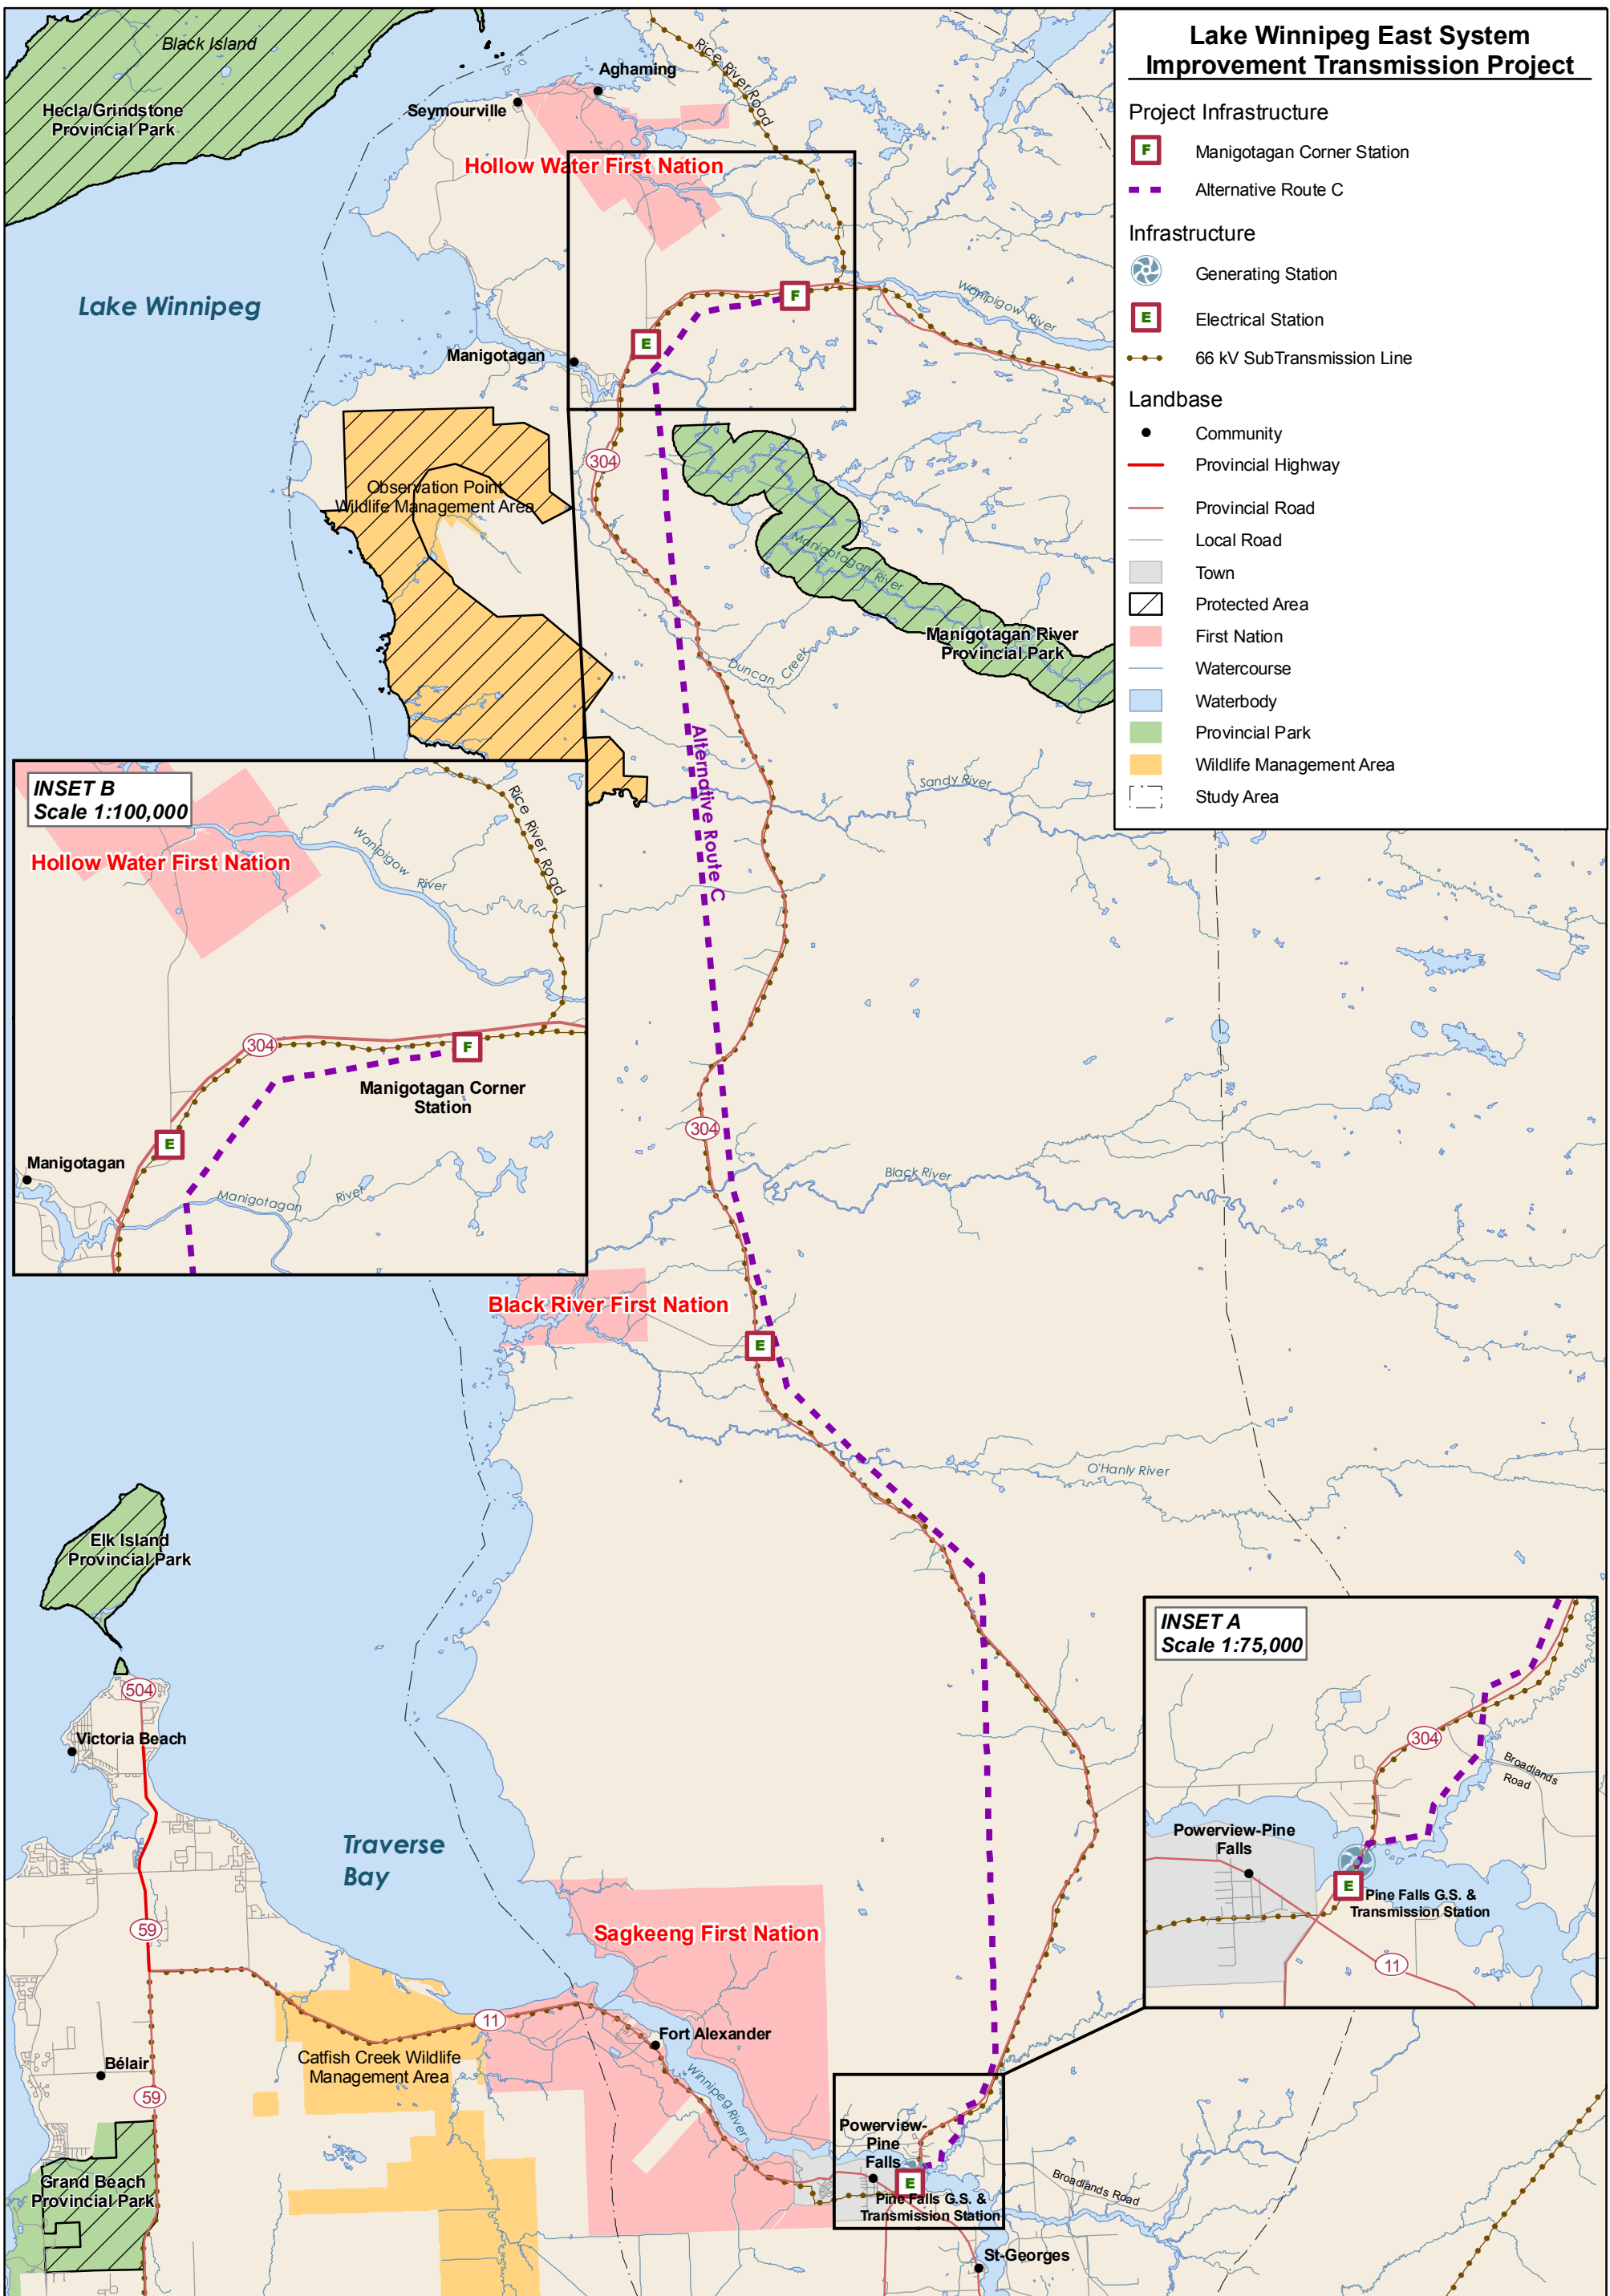 Lake Winnipeg East System
Improvement Transmission Project
Project Infrastructure
F
Manigotagan Corner Station
Alternative Route C
Infrastructure
Generating Station
E
Electrical Station
66 kV SubTransmission Line
Landbase
Community
Provincial Highway
Provincial Road
Local Road
Town
Protected Area
First Nation
Watercourse
Waterbody
Provincial Park
Wildlife Management Area
Study Area
Black Island
Hecla/Grindstone
Provincial Park
Aghaming
Seymourville
Rice River Road
Hollow Water First Nation
Lake Winnipeg
Wanipigow River
F
E
Manigotagan
304
Observation Point
Wildlife Management Area
Manigotagan River
Manigotagan River
Provincial Park
Duncan Creek
Alternative Route C
Sandy River
INSET B
Scale 1:100,000
Hollow Water First Nation
Rice River Road
Wanipigow
River
304
F
Manigotagan Corner
Station
E
Manigotagan
Manigotagan
River
304
Black River
Black River First Nation
E
O'Hanly River
Elk Island
Provincial Park
504
Victoria Beach
Traverse
Bay
59
INSET A
Scale 1:75,000
304
Broadlands
Road
Powerview-Pine
Falls
E
Pine Falls G.S. &
Transmission Station
11
Sagkeeng First Nation
11
Fort Alexander
Catfish Creek Wildlife
Management Area
Winnipeg River
Bélair
59
Grand Beach
Provincial Park
Powerview-
Pine
Falls
E
Pine Falls G.S. &
Transmission Station
Broadlands Road
St-Georges